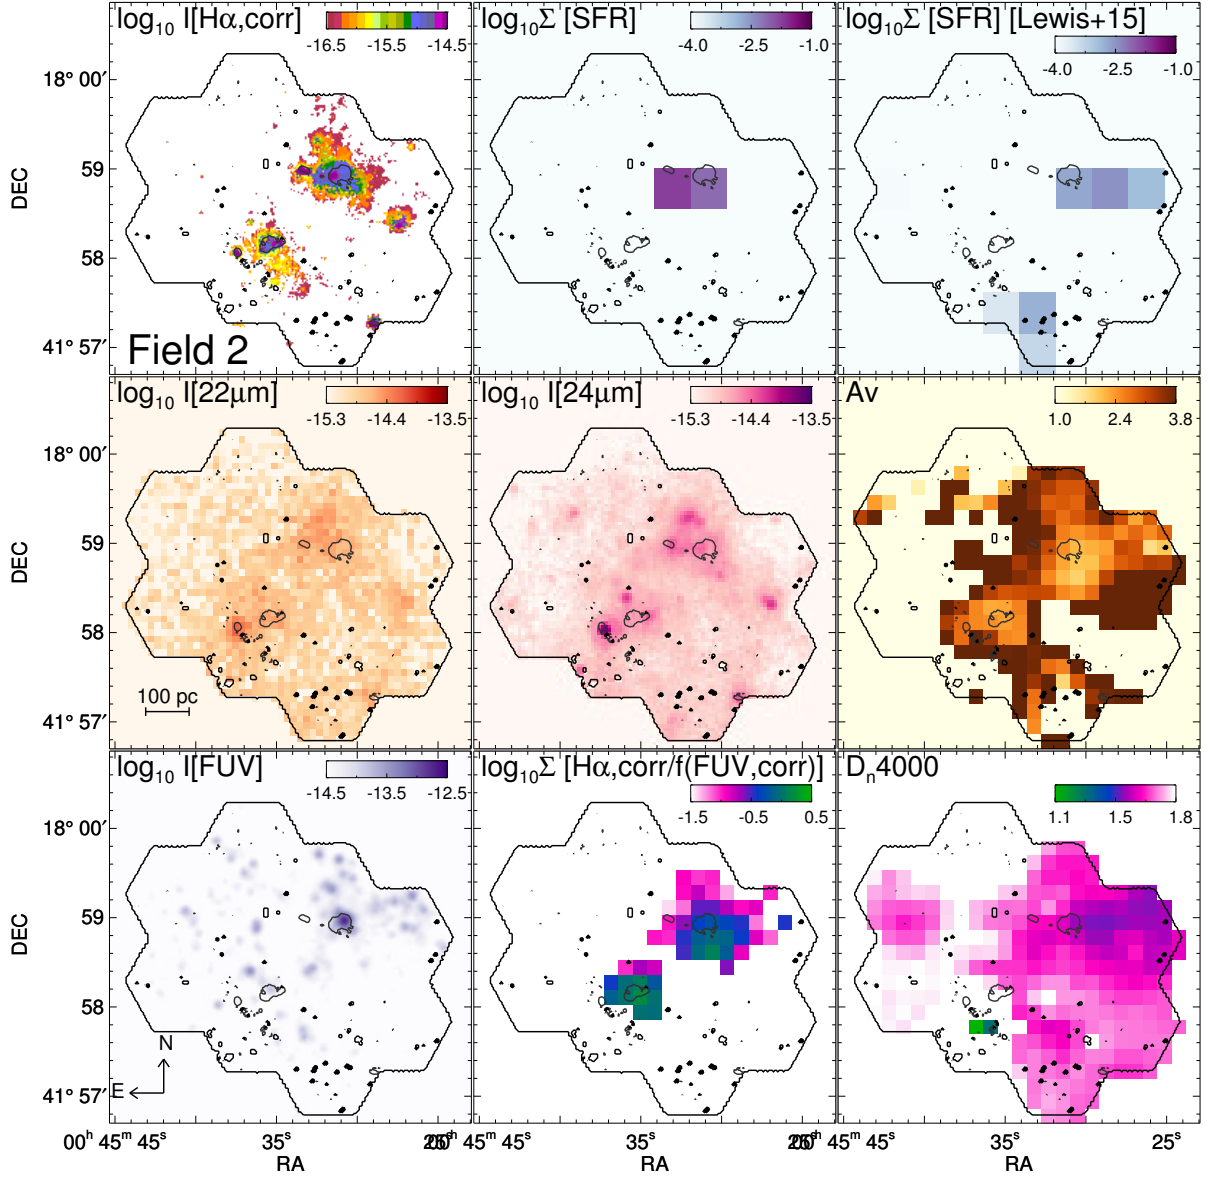 log₁₀ I[Hα,corr]
-16.5 -15.5 -14.5
log₁₀Σ [SFR]
-4.0 -2.5 -1.0
log₁₀Σ [SFR] [Lewis+15]
-4.0 -2.5 -1.0
18° 00′
59
58
41° 57′
DEC
Field 2
log₁₀ I[22μm]
-15.3 -14.4 -13.5
log₁₀ I[24μm]
-15.3 -14.4 -13.5
Av
1.0 2.4 3.8
18° 00′
59
58
41° 57′
DEC
100 pc
log₁₀ I[FUV]
-14.5 -13.5 -12.5
log₁₀Σ [Hα,corr/f(FUV,corr)]
-1.5 -0.5 0.5
Dₙ4000
1.1 1.5 1.8
18° 00′
59
58
41° 57′
DEC
N
E
00ʰ 45ᵐ 45ˢ 35ˢ
45ᵐ 45ˢ 35ˢ
45ᵐ 45ˢ 35ˢ 25ˢ
RA RA RA